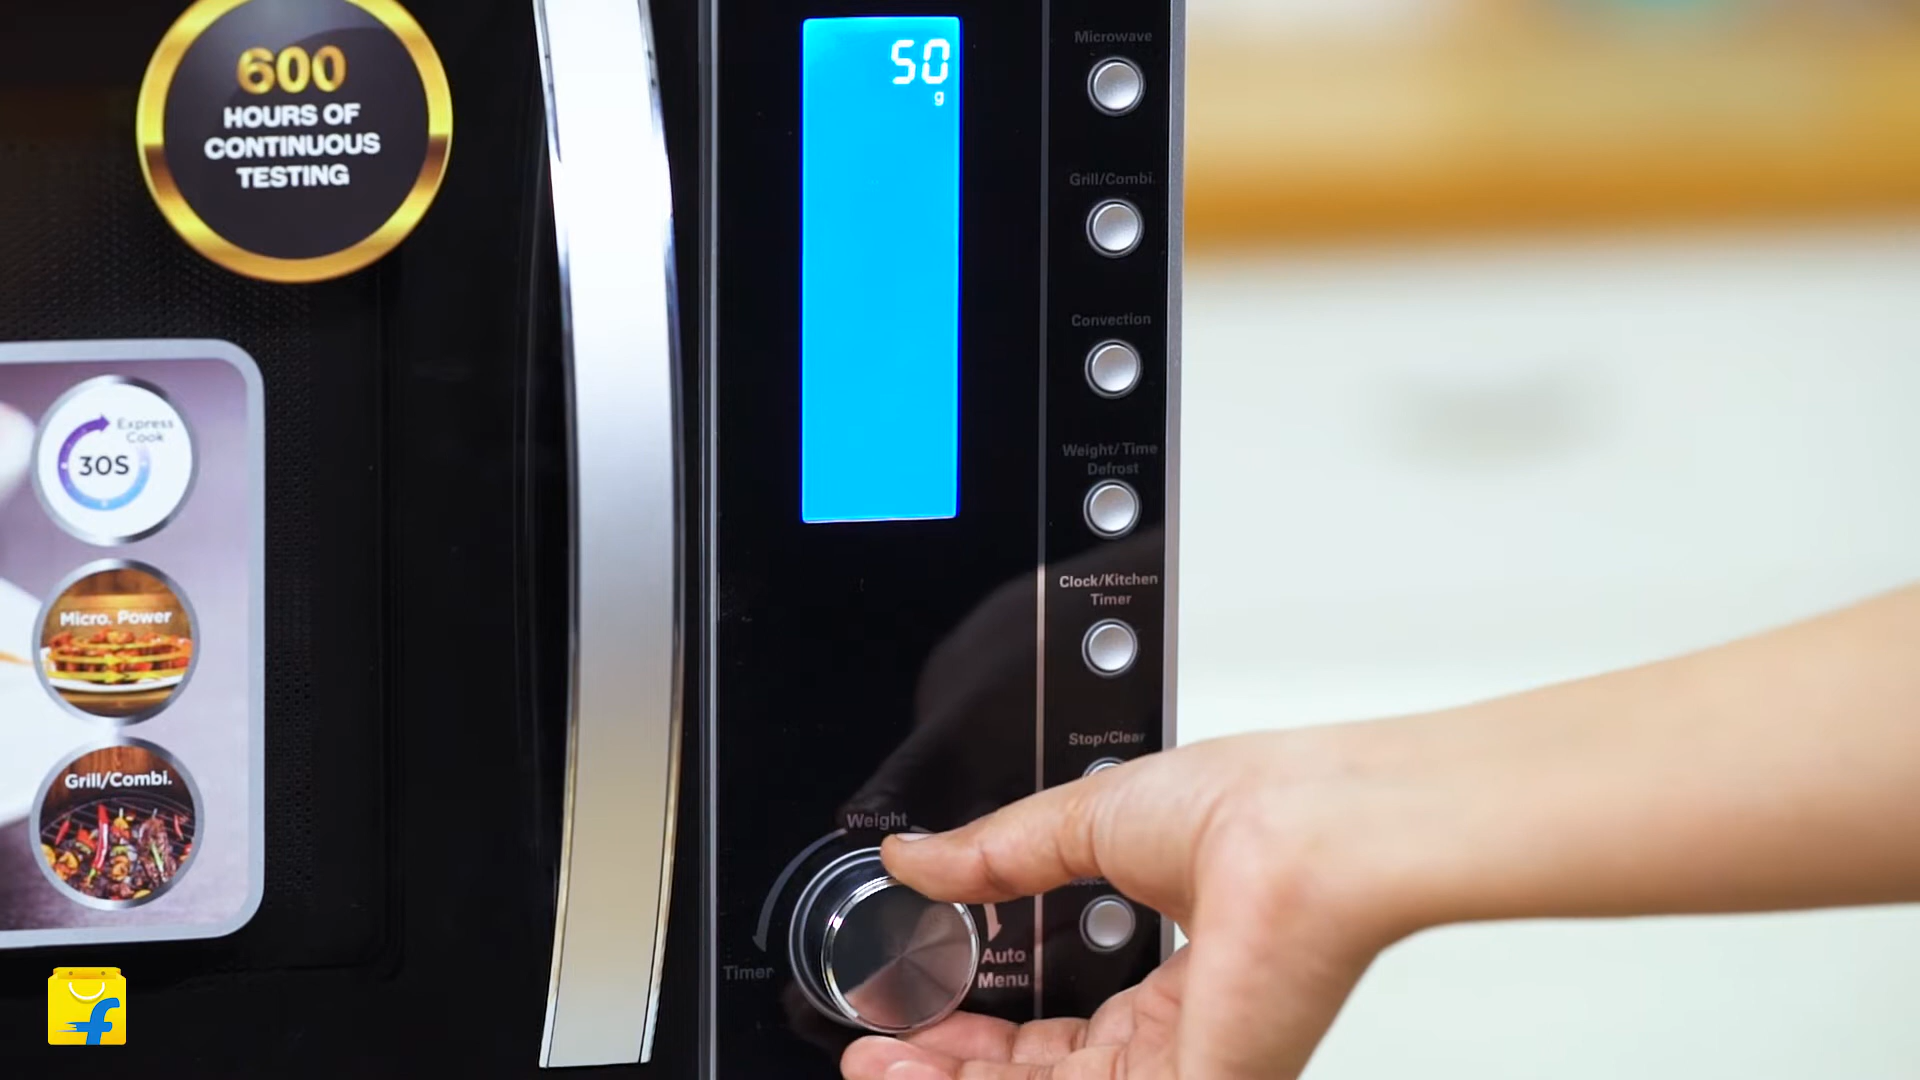 600
HOURS OF
CONTINUOUS
TESTING
50
g
Microwave
Grill/Combi.
Convection
Weight/Time
Defrost
Clock/Kitchen
Timer
Stop/Clear
Express
Cook
30S
Micro. Power
Grill/Combi.
Weight
Timer
Auto
Menu
f